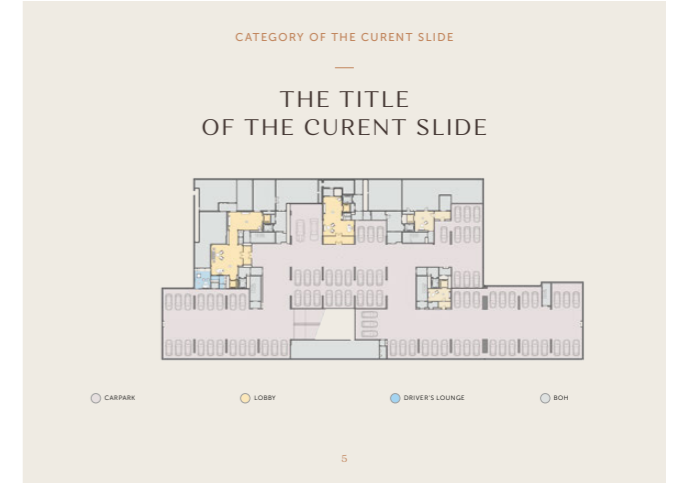 CATEGORY OF THE CURENT SLIDE
THE TITLE
OF THE CURENT SLIDE
CARPARK
LOBBY
DRIVER'S LOUNGE
BOH
5